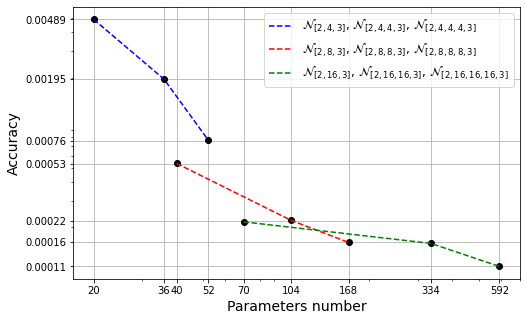 0.00489
0.00195
0.00076
0.00053
0.00022
0.00016
0.00011
Accuracy
𝒩[2, 4, 3], 𝒩[2, 4, 4, 3], 𝒩[2, 4, 4, 4, 3]
𝒩[2, 8, 3], 𝒩[2, 8, 8, 3], 𝒩[2, 8, 8, 8, 3]
𝒩[2, 16, 3], 𝒩[2, 16, 16, 3], 𝒩[2, 16, 16, 16, 3]
20 36 40 52 70 104 168 334 592
Parameters number